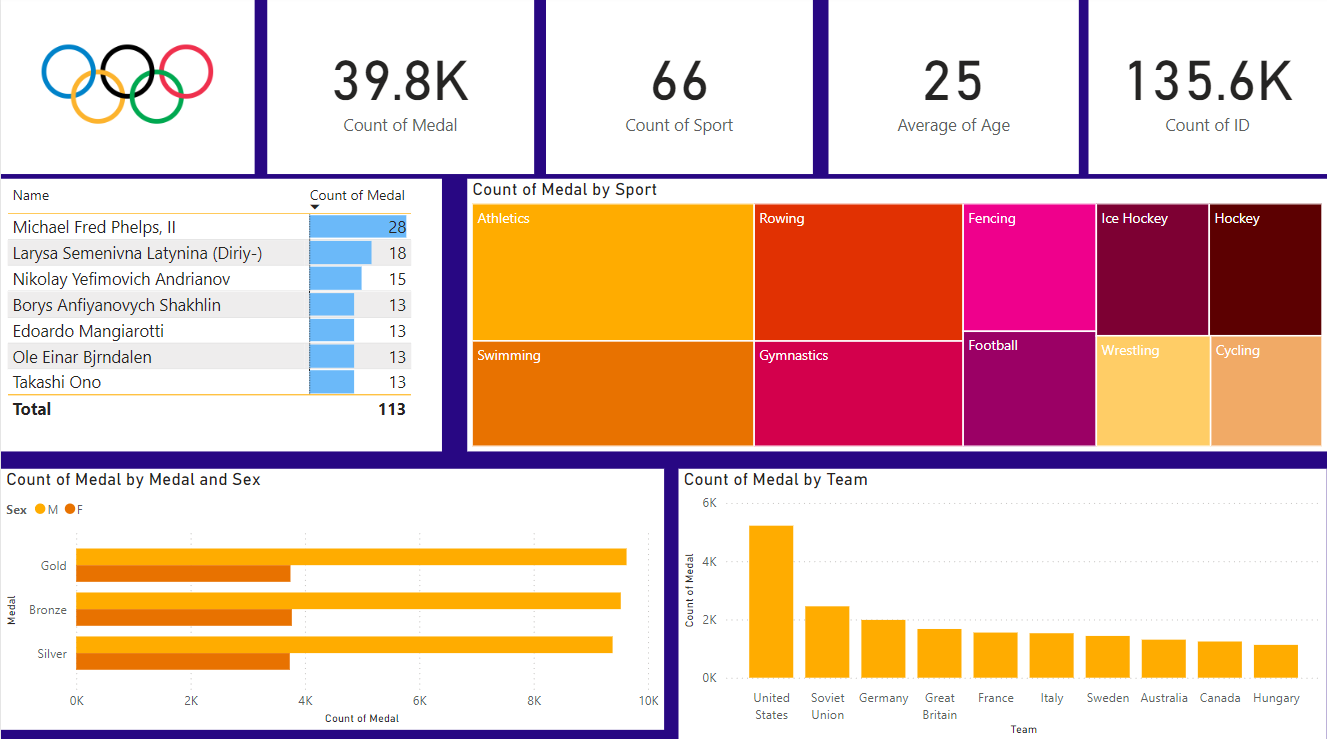 39.8K
Count of Medal
66
Count of Sport
25
Average of Age
135.6K
Count of ID
Name Count of Medal
Michael Fred Phelps, II 28
Larysa Semenivna Latynina (Diriy-) 18
Nikolay Yefimovich Andrianov 15
Borys Anfiyanovych Shakhlin 13
Edoardo Mangiarotti 13
Ole Einar Bjrndalen 13
Takashi Ono 13
Total 113
Count of Medal by Sport
Athletics
Swimming
Rowing
Gymnastics
Fencing
Football
Ice Hockey
Hockey
Wrestling
Cycling
Count of Medal by Medal and Sex
Sex M F
Medal
Gold
Bronze
Silver
0K 2K 4K 6K 8K 10K
Count of Medal
Count of Medal by Team
Count of Medal
6K
4K
2K
0K
United States
Soviet Union
Germany
Great Britain
France
Italy
Sweden
Australia
Canada
Hungary
Team